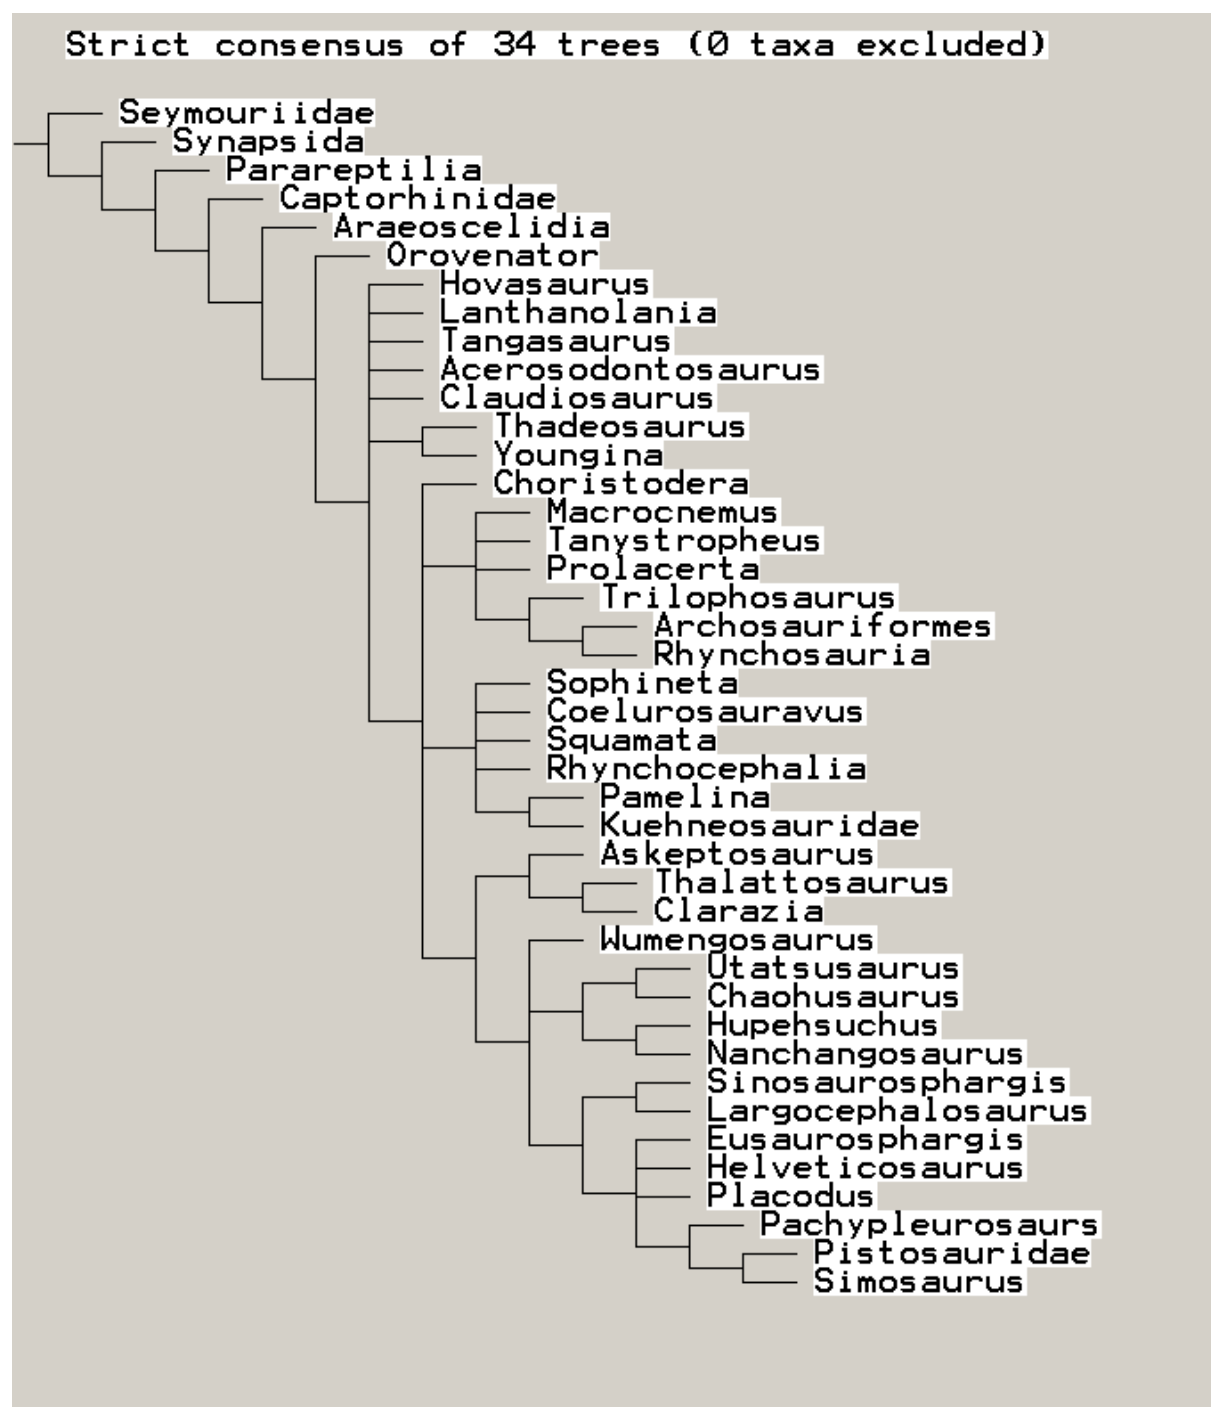 Strict consensus of 34 trees (0 taxa excluded)
Seymouriidae
Synapsida
Parareptilia
Captorhinidae
Araeoscelidia
Orovenator
Hovasaurus
Lanthanolania
Tangasaurus
Acerosodontosaurus
Claudiosaurus
Thadeosaurus
Youngina
Choristodera
Macrocnemus
Tanystropheus
Prolacerta
Trilophosaurus
Archosauriformes
Rhynchosauria
Sophineta
Coelurosauravus
Squamata
Rhynchocephalia
Pamelina
Kuehneosauridae
Askeptosaurus
Thalattosaurus
Clarazia
Wumengosaurus
Utatsusaurus
Chaohusaurus
Hupehsuchus
Nanchangosaurus
Sinosaurosphargis
Largocephalosaurus
Eusaurosphargis
Helveticosaurus
Placodus
Pachypleurosaurs
Pistosauridae
Simosaurus